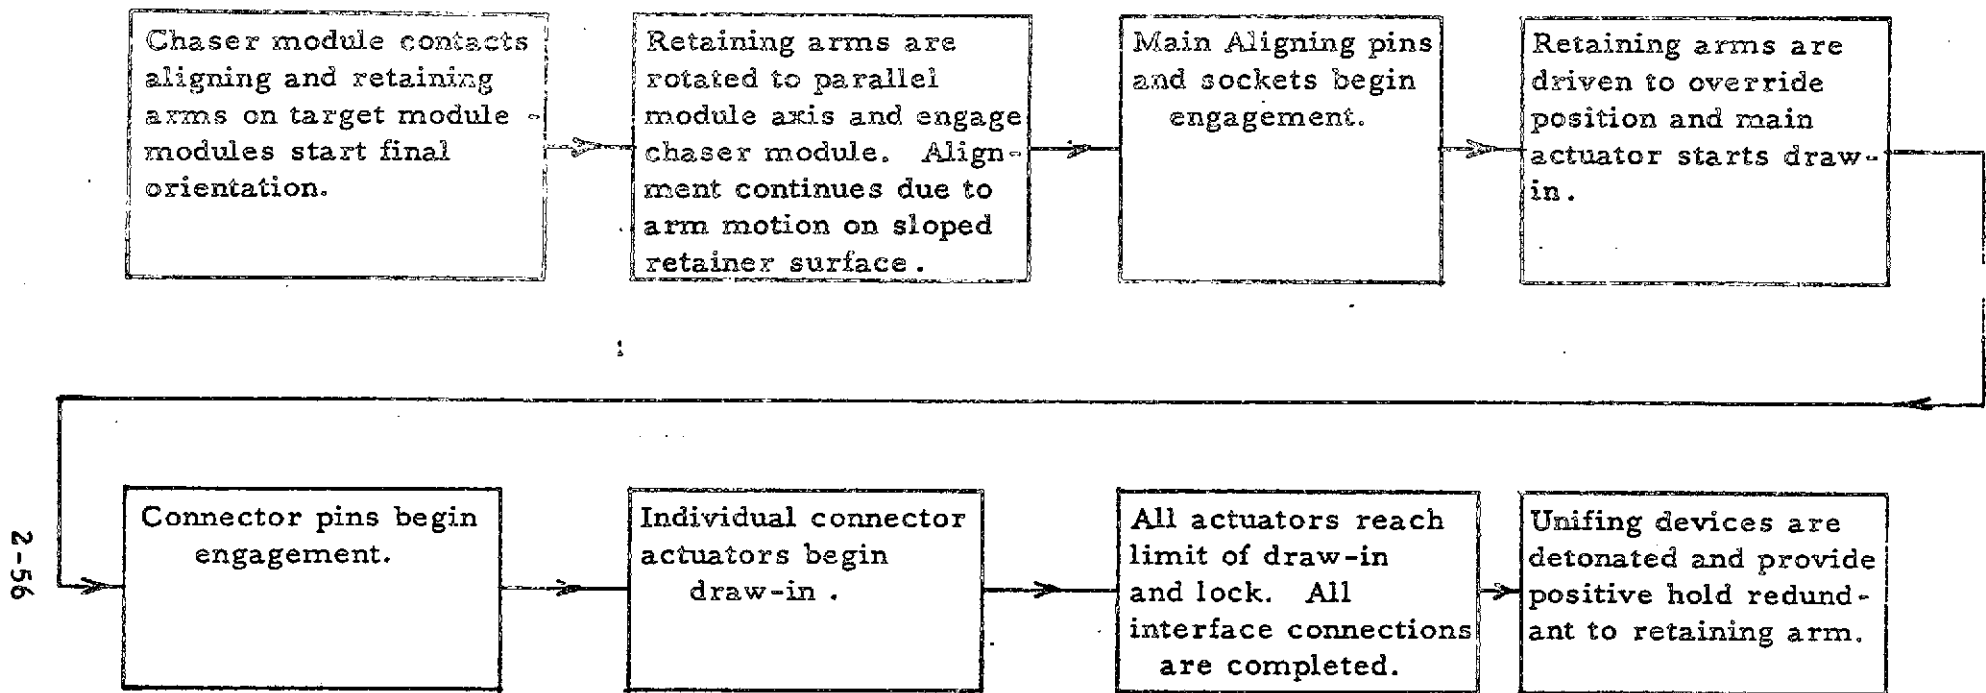 Chaser module contacts
aligning and retaining
arms on target module -
modules start final
orientation.
Retaining arms are
rotated to parallel
module axis and engage
chaser module. Align-
ment continues due to
arm motion on sloped
retainer surface.
Main Aligning pins
and sockets begin
engagement.
Retaining arms are
driven to override
position and main
actuator starts draw-
in.
Connector pins begin
engagement.
Individual connector
actuators begin
draw-in.
All actuators reach
limit of draw-in
and lock. All
interface connections
are completed.
Unifing devices are
detonated and provide
positive hold redund-
ant to retaining arm.
2-56